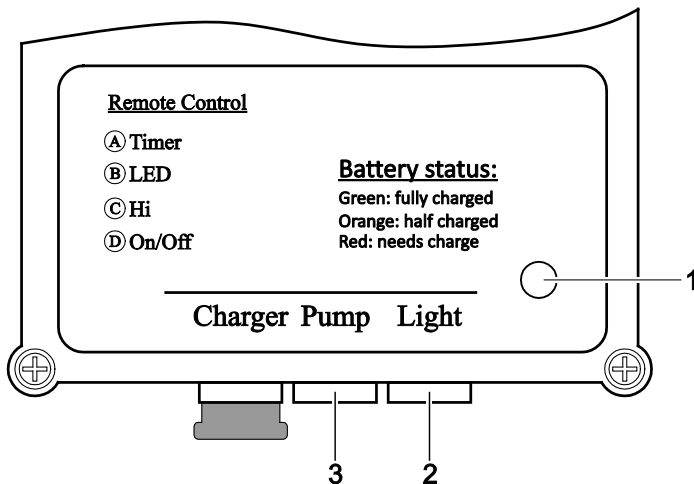 Remote Control
Ⓐ Timer
Ⓑ LED
Ⓒ Hi
Ⓓ On/Off
Battery status:
Green: fully charged
Orange: half charged
Red: needs charge
1
Charger Pump Light
3 2